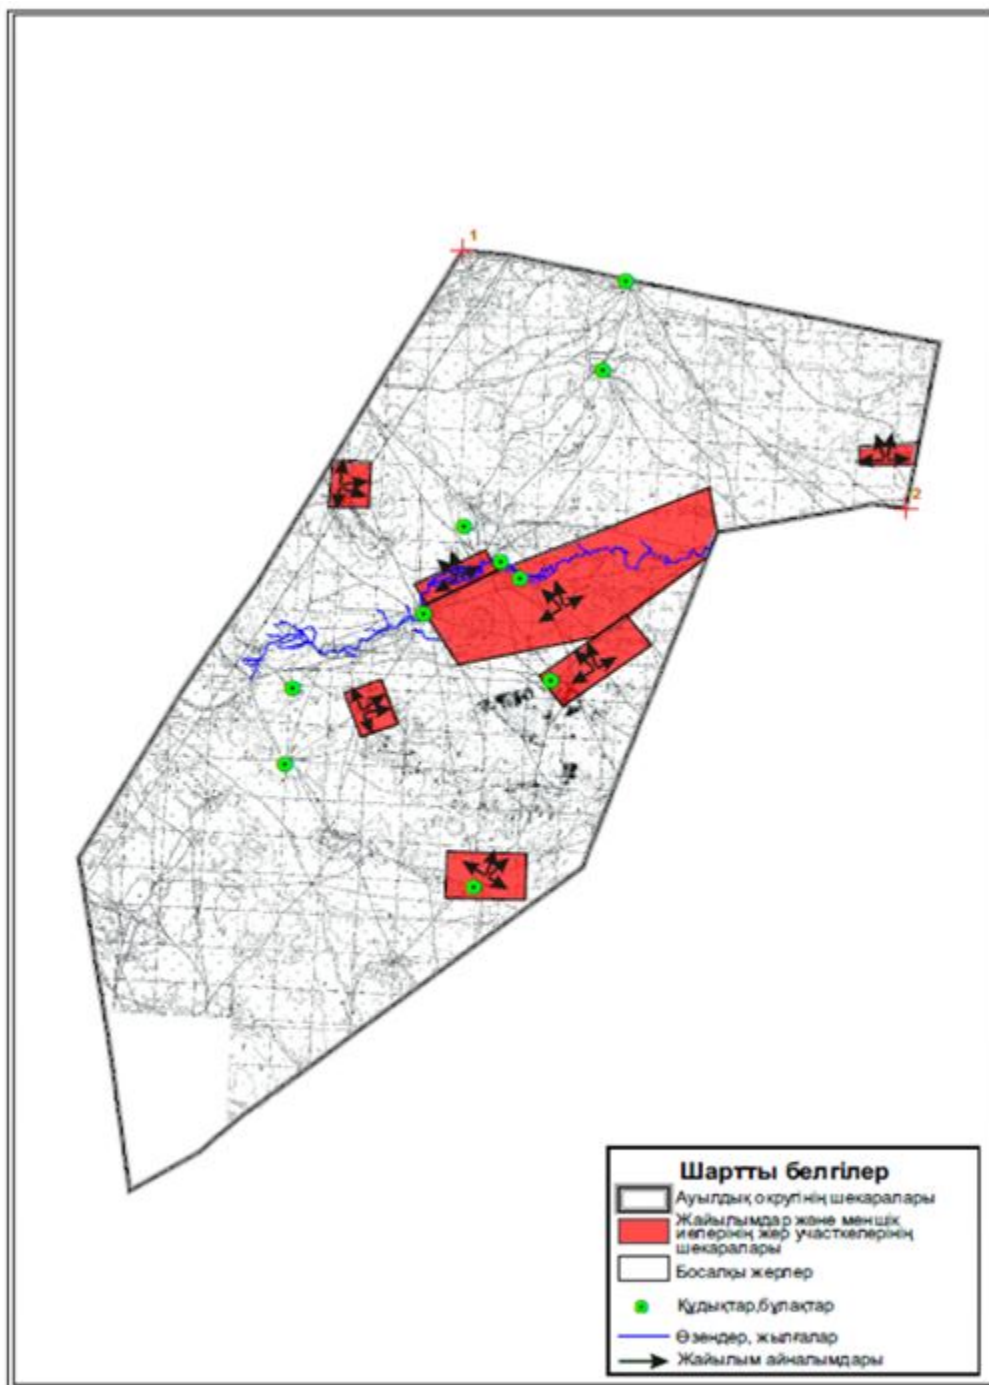 1
2
Шартты белгілер
Ауылдық округінің шекаралары
Жайылымдар және меншік
иелерінің жер участкелерінің
шекаралары
Босалқы жерлер
Құдықтар,бұлақтар
Өзендер, жылғалар
Жайылым айналымдары